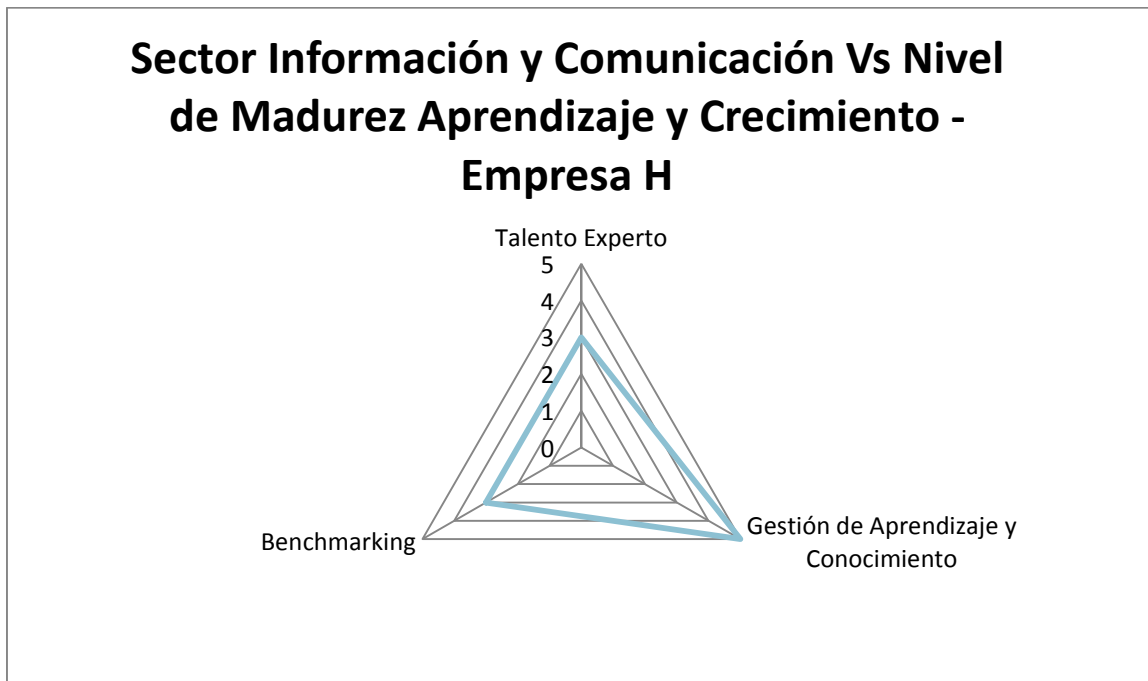 Sector Información y Comunicación Vs Nivel
de Madurez Aprendizaje y Crecimiento -
Empresa H
Talento Experto
5
4
3
2
1
0
Benchmarking
Gestión de Aprendizaje y
Conocimiento